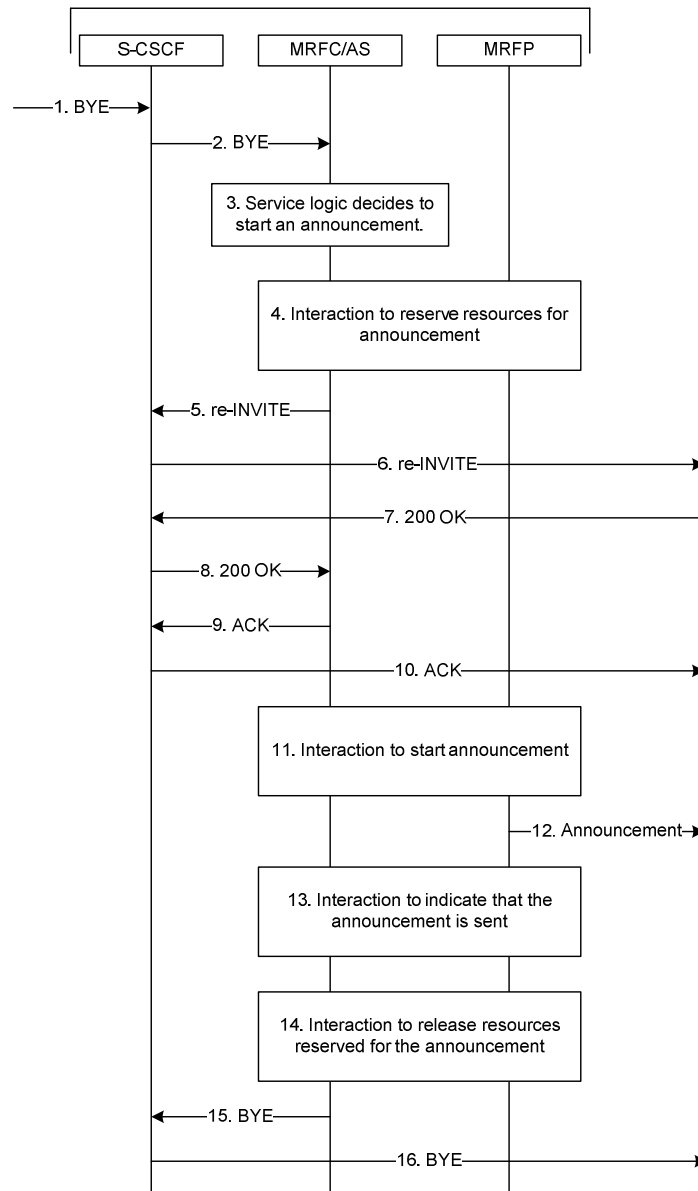 S-CSCF
MRFC/AS
MRFP
1. BYE
2. BYE
3. Service logic decides to
start an announcement.
4. Interaction to reserve resources for
announcement
5. re-INVITE
6. re-INVITE
7. 200 OK
8. 200 OK
9. ACK
10. ACK
11. Interaction to start announcement
12. Announcement
13. Interaction to indicate that the
announcement is sent
14. Interaction to release resources
reserved for the announcement
15. BYE
16. BYE